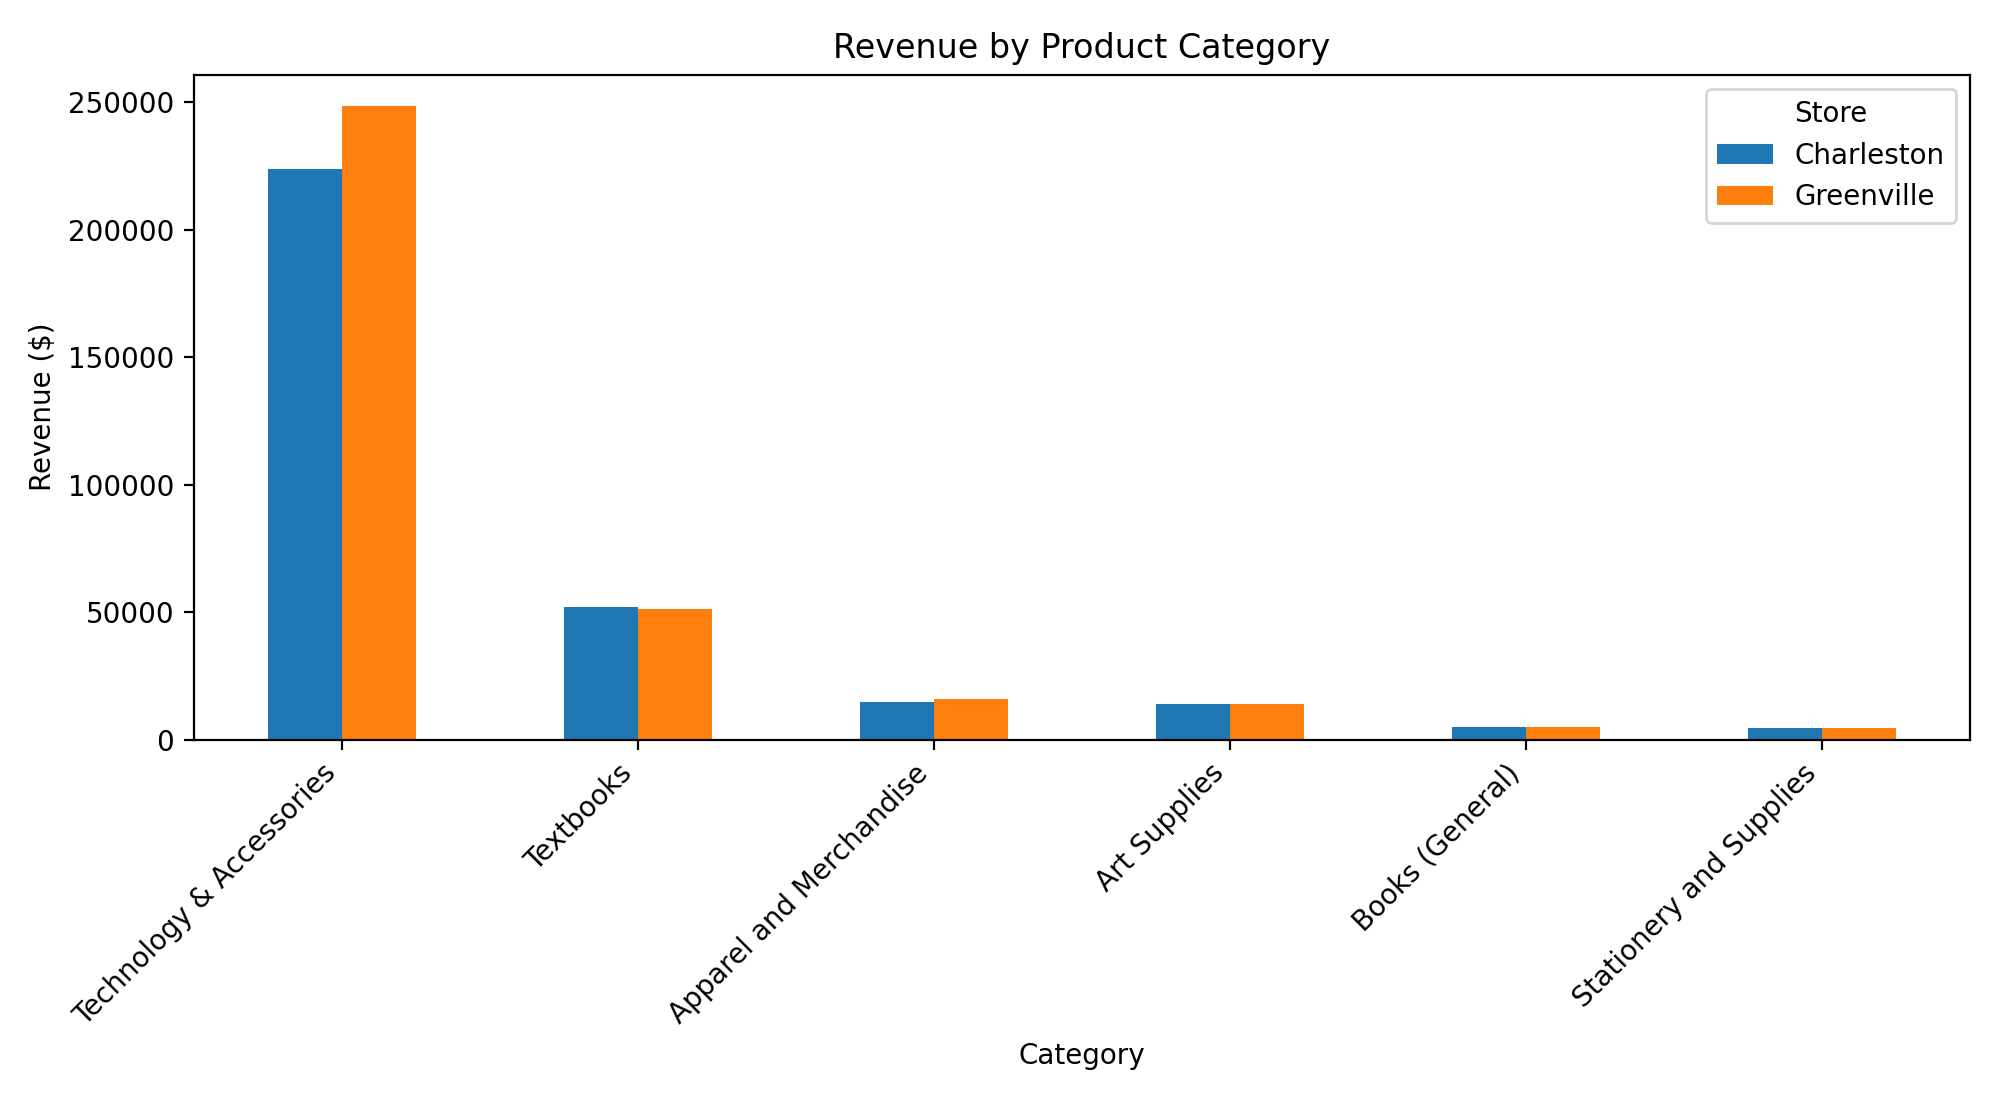 Revenue by Product Category
Revenue ($)
250000
200000
150000
100000
50000
0
Store
Charleston
Greenville
Technology & Accessories
Textbooks
Apparel and Merchandise
Art Supplies
Books (General)
Stationery and Supplies
Category